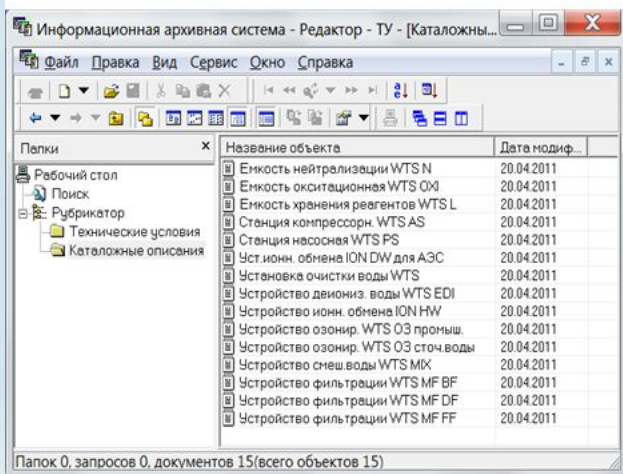 Информационная архивная система - Редактор - ТУ - [Каталожны...
Файл Правка Вид Сервис Окно Справка
Папки
Рабочий стол
Поиск
Рубрикатор
Технические условия
Каталожные описания
Название объекта Дата модиф...
Емкость нейтрализации WTS N 20.04.2011
Емкость окситационная WTS OXI 20.04.2011
Емкость хранения реагентов WTS L 20.04.2011
Станция компрессорн. WTS AS 20.04.2011
Станция насосная WTS PS 20.04.2011
Уст.ионн. обмена ION DW для АЭС 20.04.2011
Установка очистки воды WTS 20.04.2011
Устройство деиониз. воды WTS EDI 20.04.2011
Устройство ионн. обмена ION HW 20.04.2011
Устройство озонир. WTS O3 промыш. 20.04.2011
Устройство озонир. WTS O3 сточ.воды 20.04.2011
Устройство смеш.воды WTS MIX 20.04.2011
Устройство фильтрации WTS MF BF 20.04.2011
Устройство фильтрации WTS MF DF 20.04.2011
Устройство фильтрации WTS MF FF 20.04.2011
Папок 0, запросов 0, документов 15(всего объектов 15)